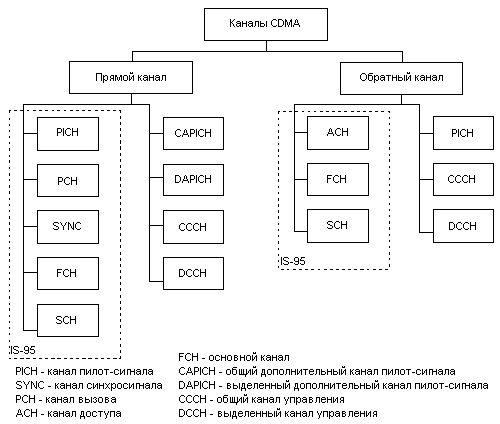 Каналы CDMA
Прямой канал
Обратный канал
PICH
CAPICH
ACH
PICH
PCH
DAPICH
FCH
CCCH
SYNC
CCCH
SCH
DCCH
FCH
DCCH
IS-95
SCH
IS-95
FCH - основной канал
PICH - канал пилот-сигнала
CAPICH - общий дополнительный канал пилот-сигнала
SYNC - канал синхросигнала
DAPICH - выделенный дополнительный канал пилот-сигнала
PCH - канал вызова
CCCH - общий канал управления
ACH - канал доступа
DCCH - выделенный канал управления